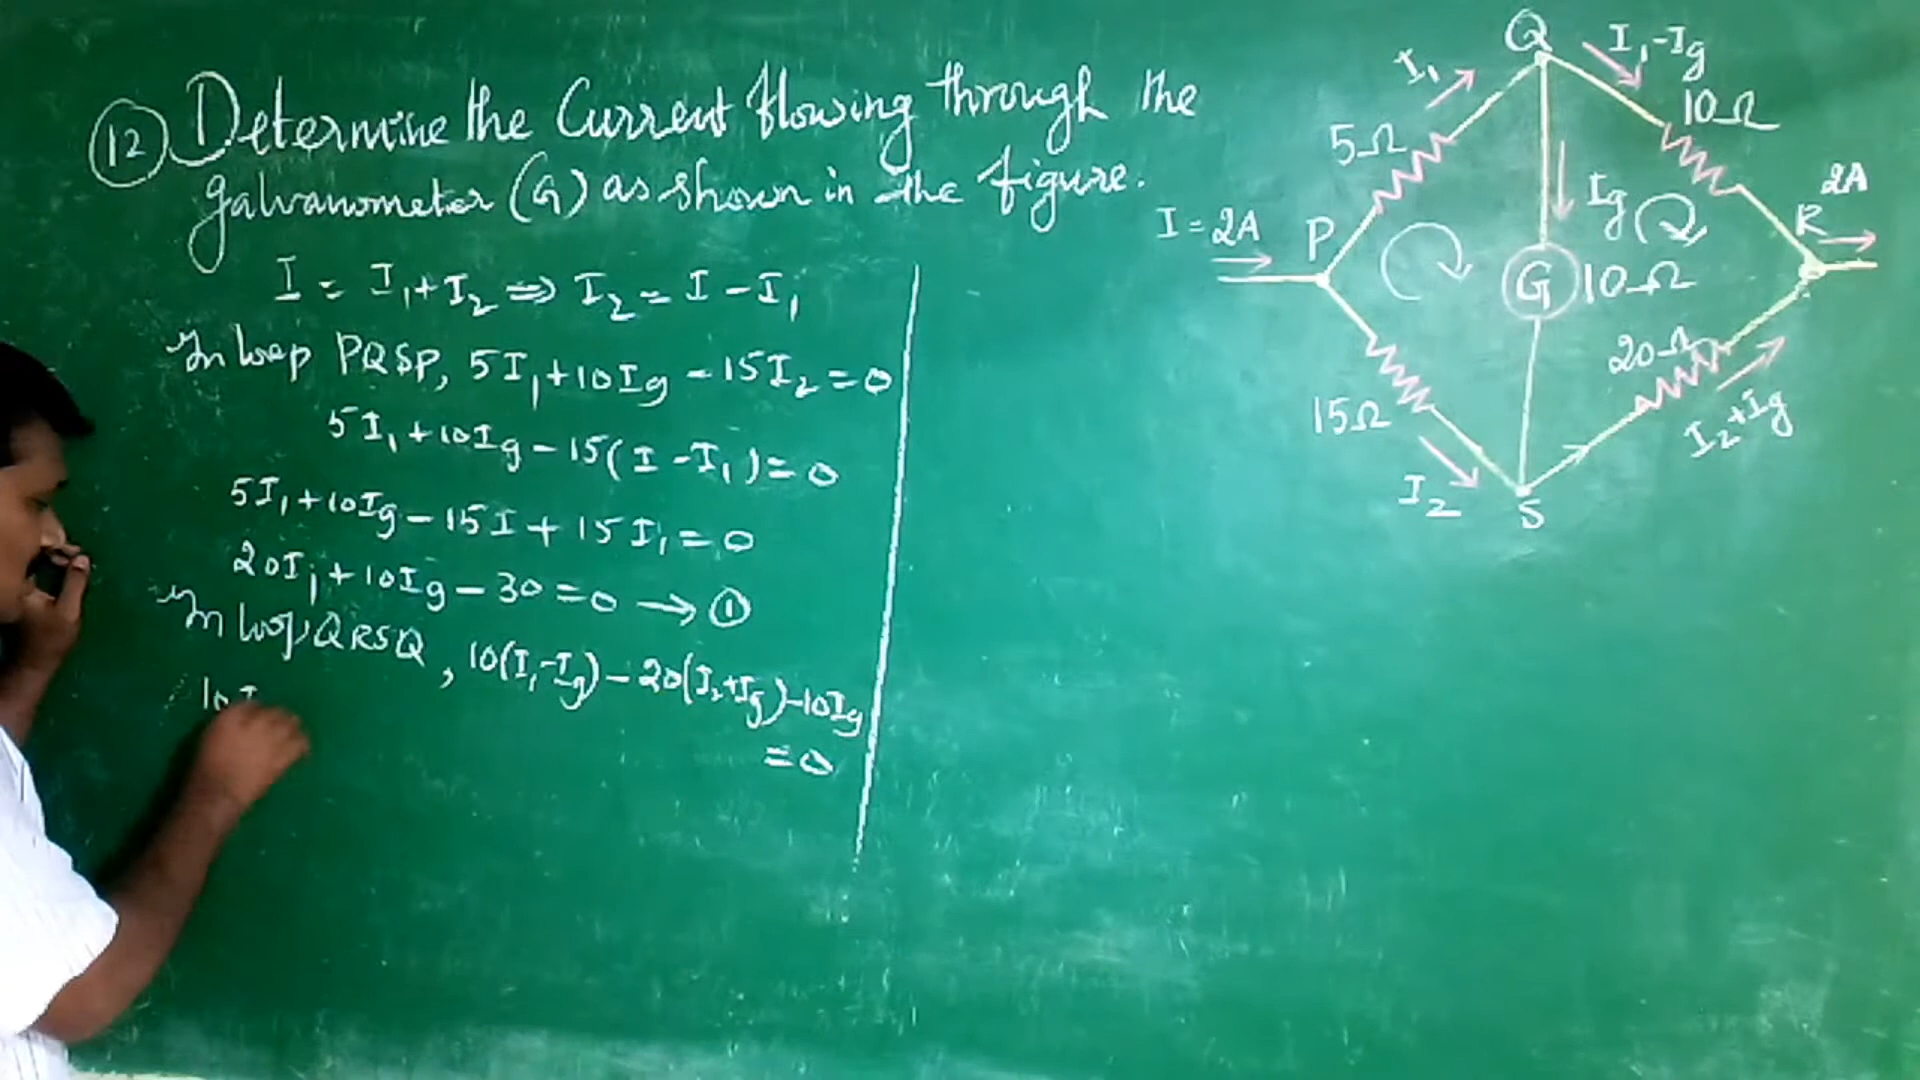 12 Determine the Current flowing through the
galvanometer (G) as shown in the figure.
I = I₁+I₂ ⇒ I₂ = I - I₁
In loop PQSP, 5I₁+10Ig - 15I₂ = 0
5I₁ + 10Ig - 15(I - I₁) = 0
5I₁ + 10Ig - 15I + 15I₁ = 0
20I₁ + 10Ig - 30 = 0 → ①
In loop QRSQ, 10(I₁-Ig) - 20(I₂+Ig) - 10Ig
= 0
10I
Q
I₁
I₁-Ig
5Ω
10Ω
I = 2A
P
Ig
R
2A
G
10Ω
15Ω
20Ω
I₂
S
I₂+Ig